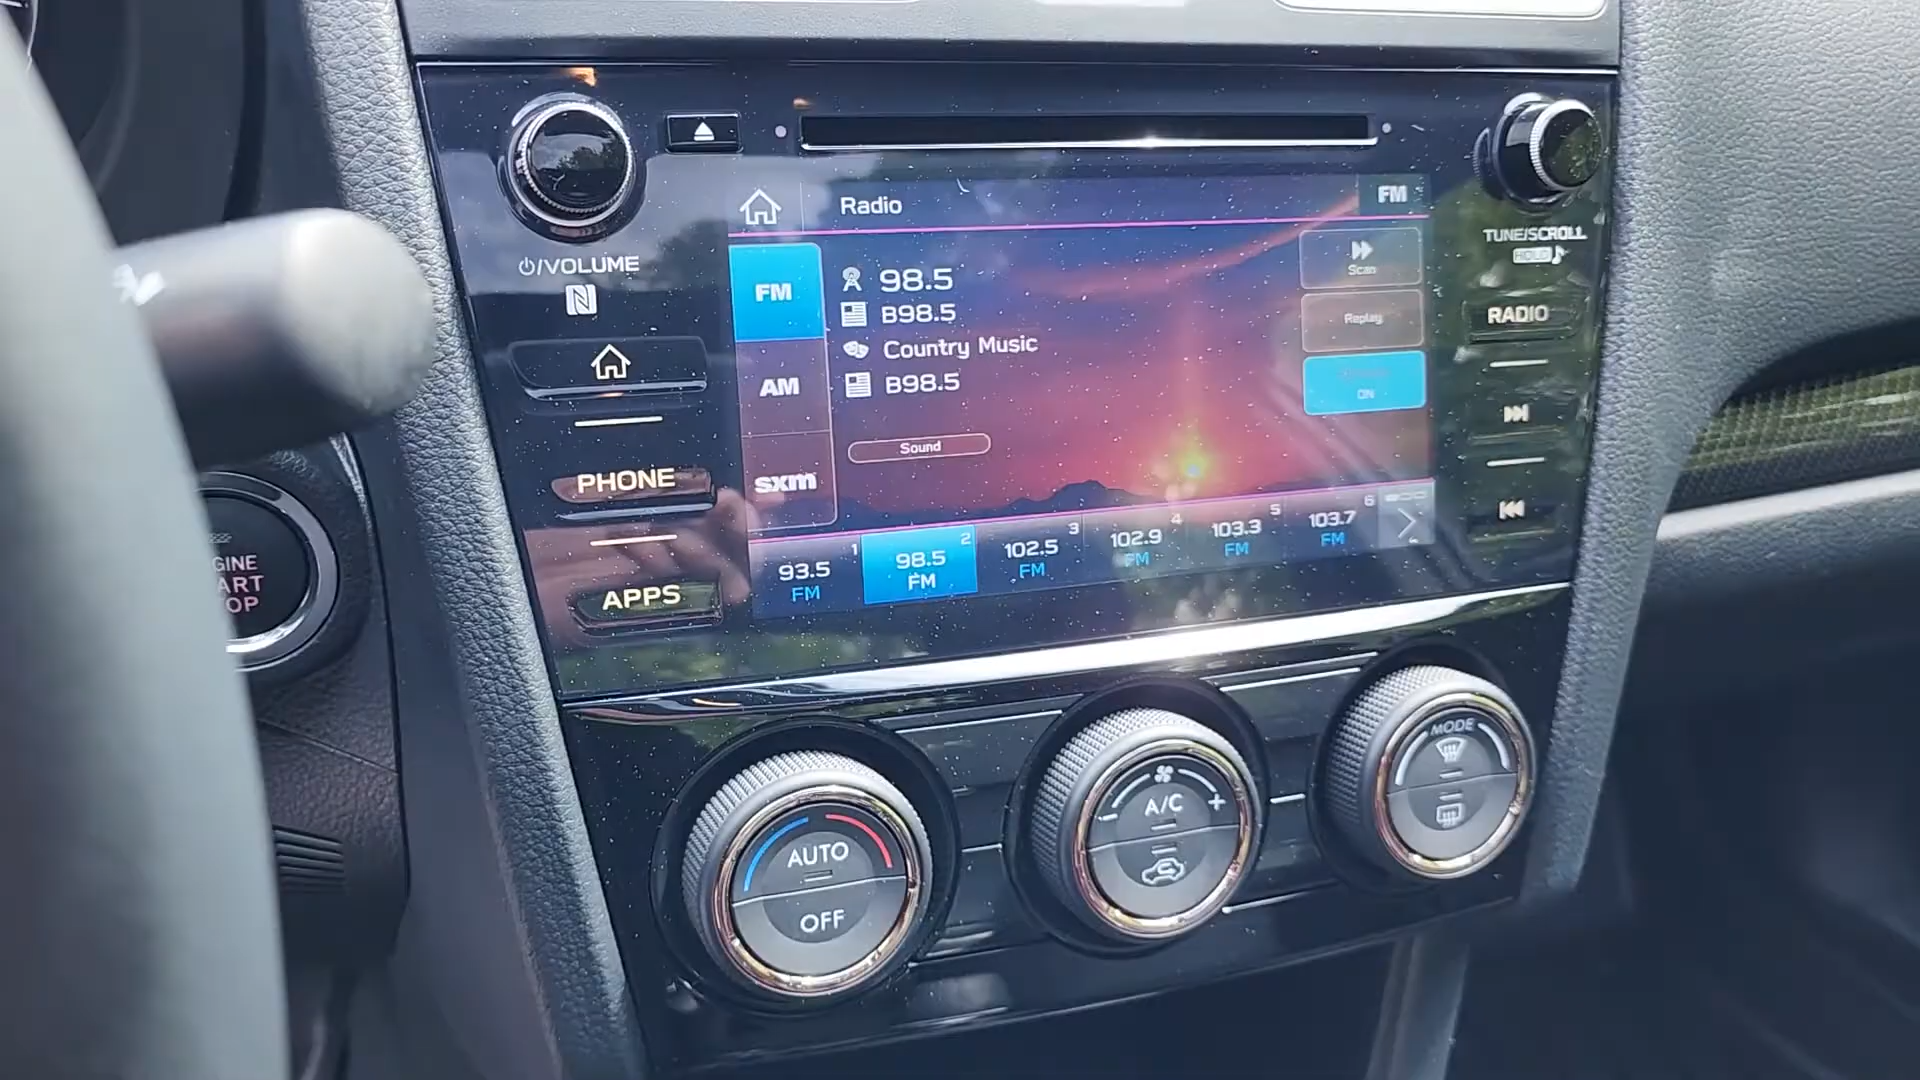 Radio
FM
TUNE/SCROLL
HOLD
/VOLUME
FM
98.5
Scan
B98.5
Replay
RADIO
Country Music
AM
B98.5
ON
PHONE
Sound
sxm
1
2
3
4
5
6
93.5
98.5
102.5
102.9
103.3
103.7
FM
FM
FM
FM
FM
FM
APPS
GINE
ART
OP
AUTO
OFF
A/C
MODE